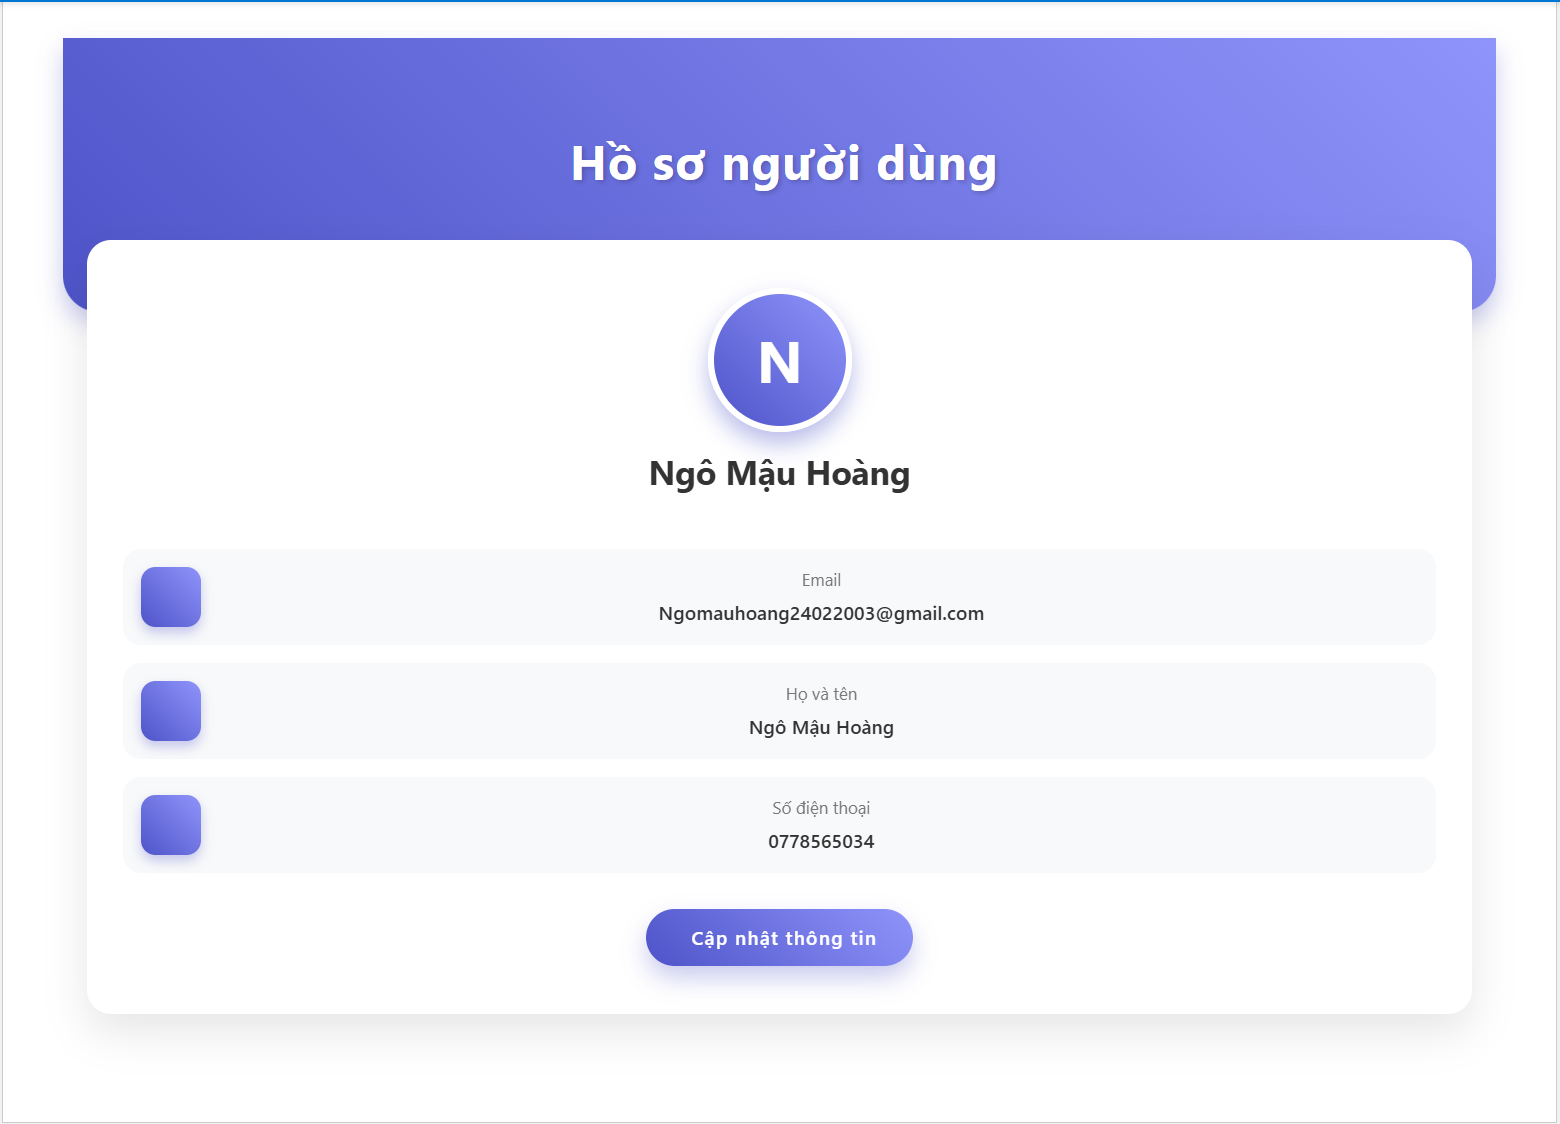 Hồ sơ người dùng
N
Ngô Mậu Hoàng
Email
Ngomauhoang24022003@gmail.com
Họ và tên
Ngô Mậu Hoàng
Số điện thoại
0778565034
Cập nhật thông tin